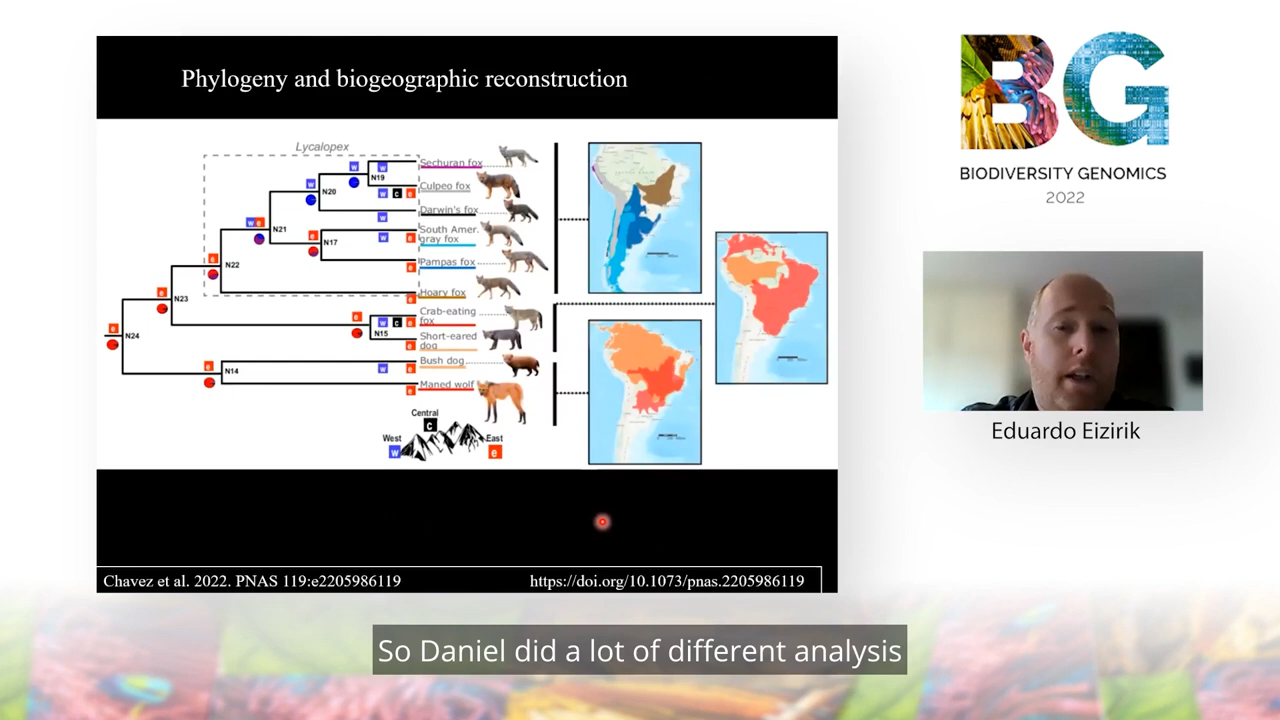 Phylogeny and biogeographic reconstruction
Lycalopex
Sechuran fox
w
w
N19
Culpeo fox
w
N20
w c e
Darwin's fox
w e
w
South Amer.
gray fox
N21
w e
e
N17
Pampas fox
e
e
N22
Hoary fox
e
e
N23
Crab-eating
fox
e
w c e
e
N24
N15
Short-eared
dog
e
Bush dog
e
N14
w e
Maned wolf
e
Central
c
West
East
w
e
Chavez et al. 2022. PNAS 119:e2205986119
https://doi.org/10.1073/pnas.2205986119
BG
BIODIVERSITY GENOMICS
2022
Eduardo Eizirik
So Daniel did a lot of different analysis